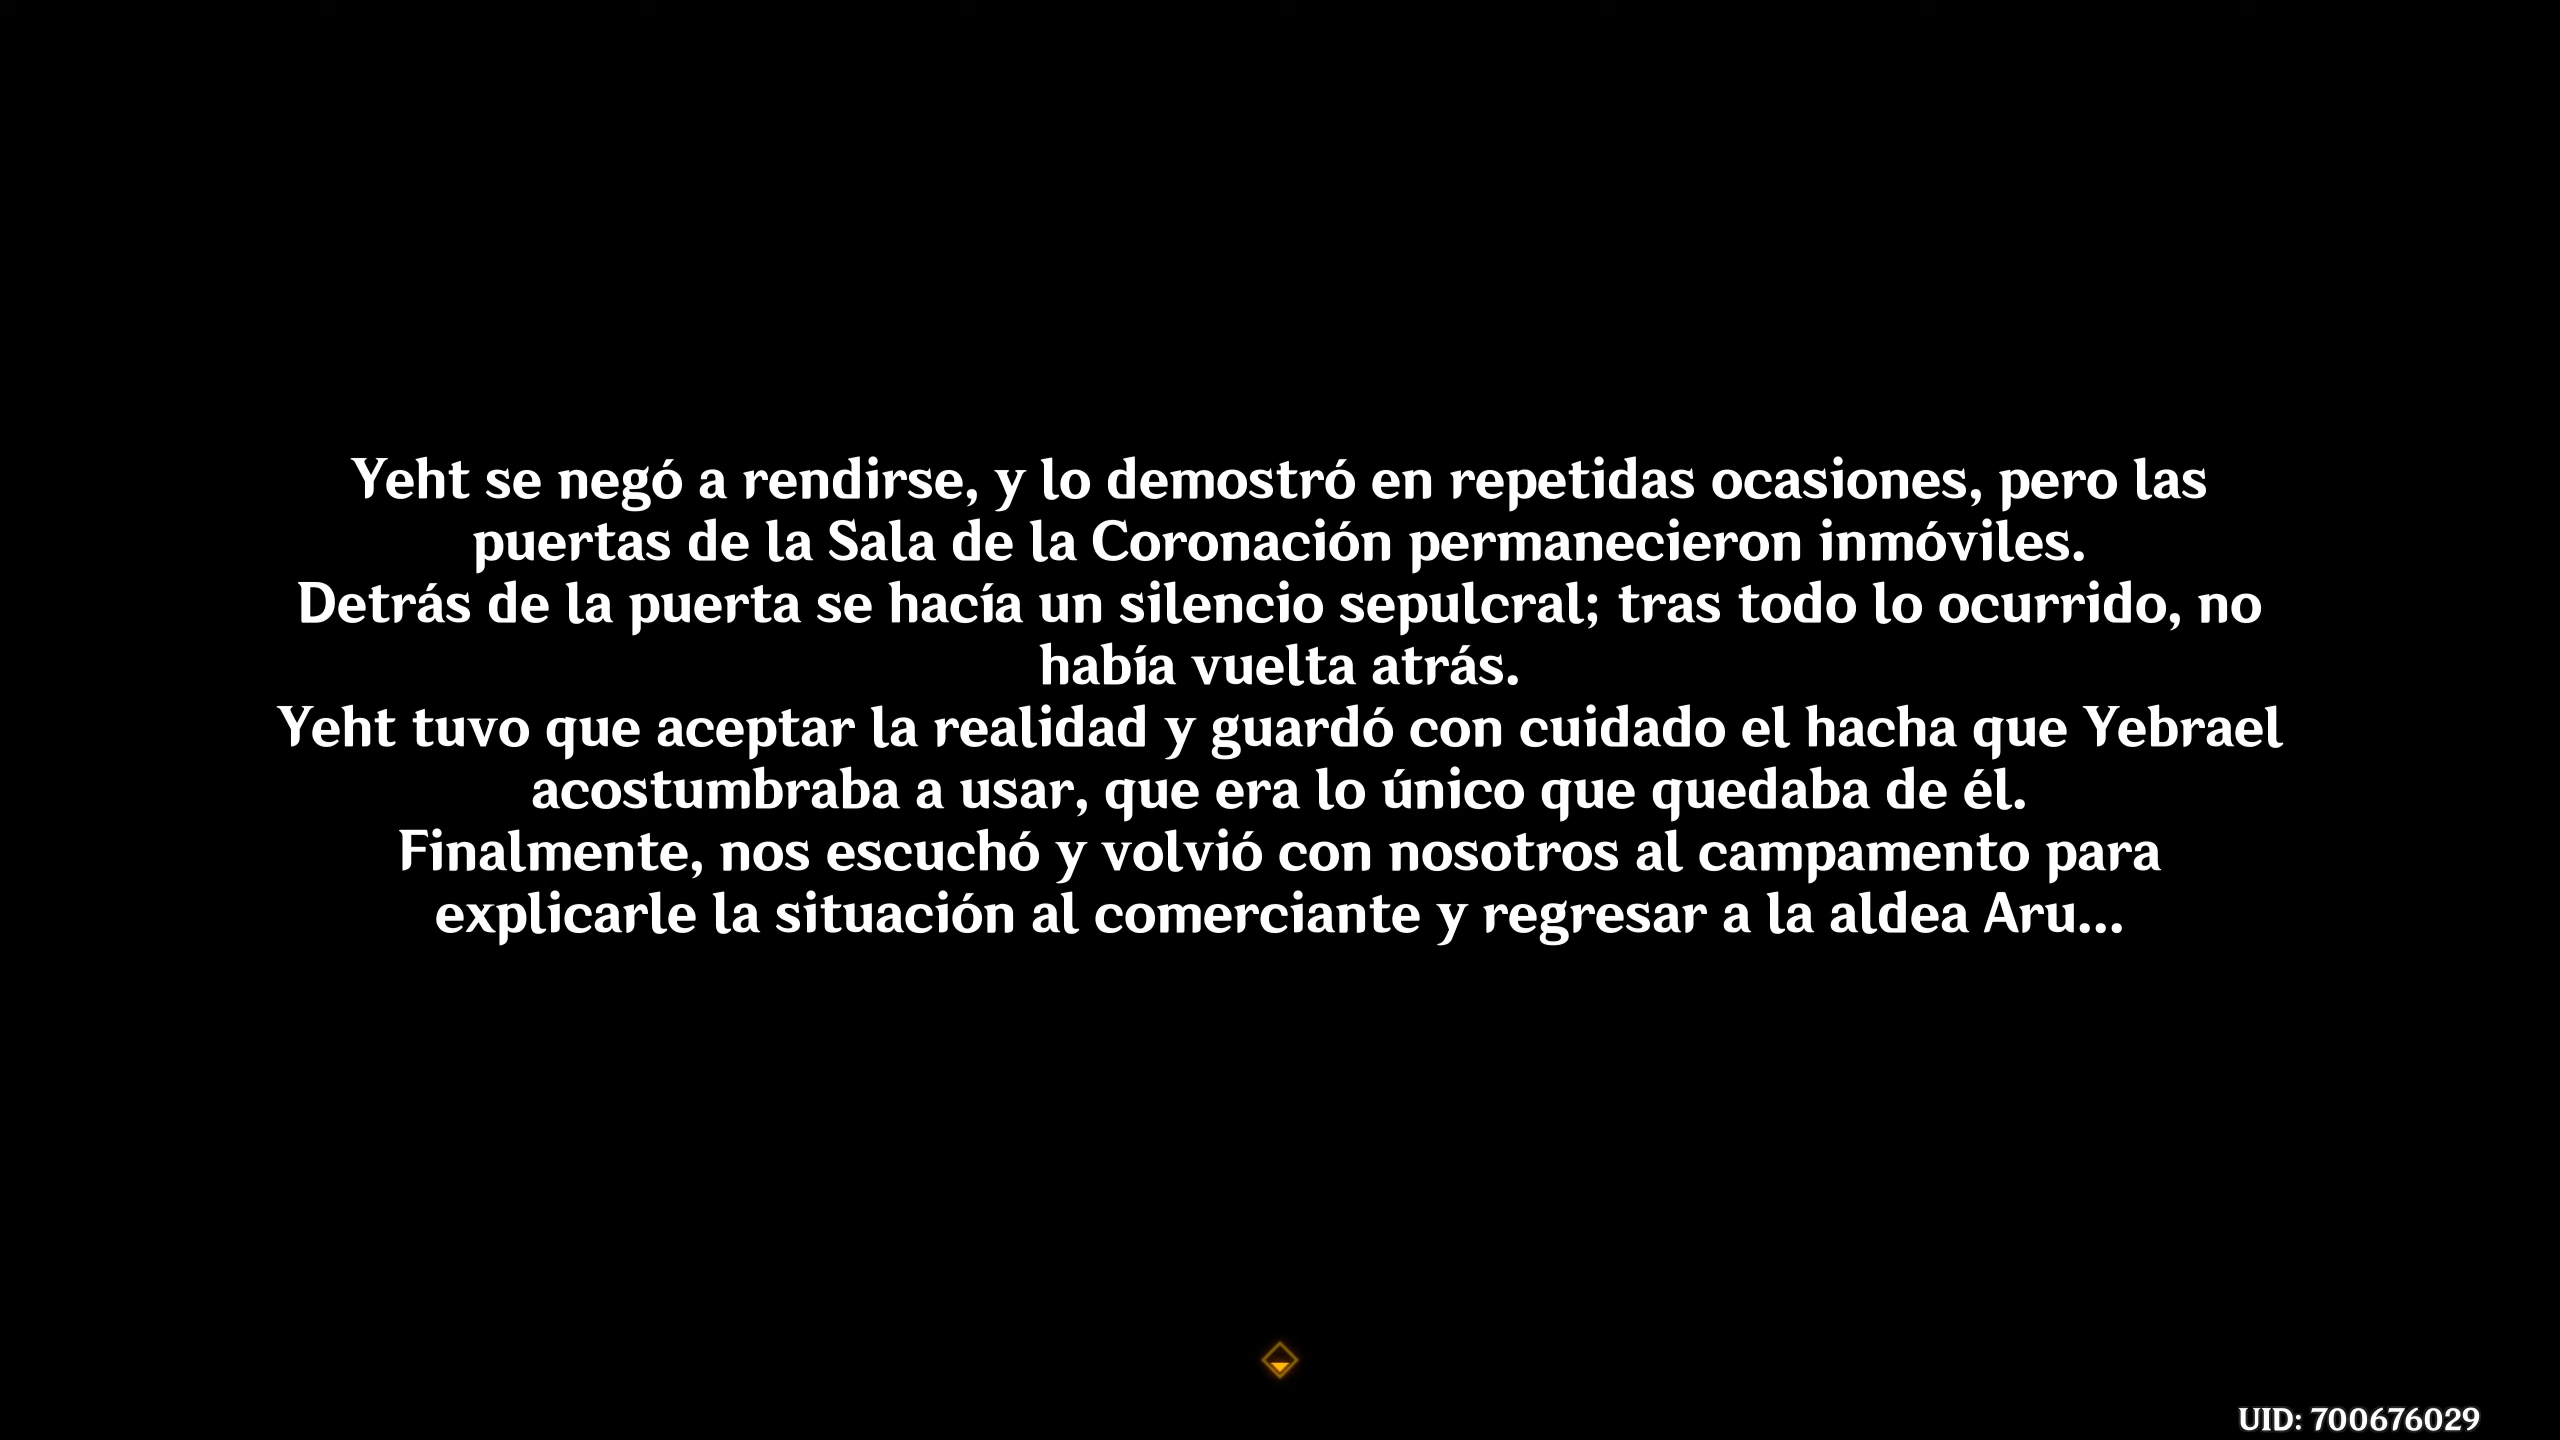 Yeht se negó a rendirse, y lo demostró en repetidas ocasiones, pero las
puertas de la Sala de la Coronación permanecieron inmóviles.
Detrás de la puerta se hacía un silencio sepulcral; tras todo lo ocurrido, no
había vuelta atrás.
Yeht tuvo que aceptar la realidad y guardó con cuidado el hacha que Yebrael
acostumbraba a usar, que era lo único que quedaba de él.
Finalmente, nos escuchó y volvió con nosotros al campamento para
explicarle la situación al comerciante y regresar a la aldea Aru...
UID: 700676029